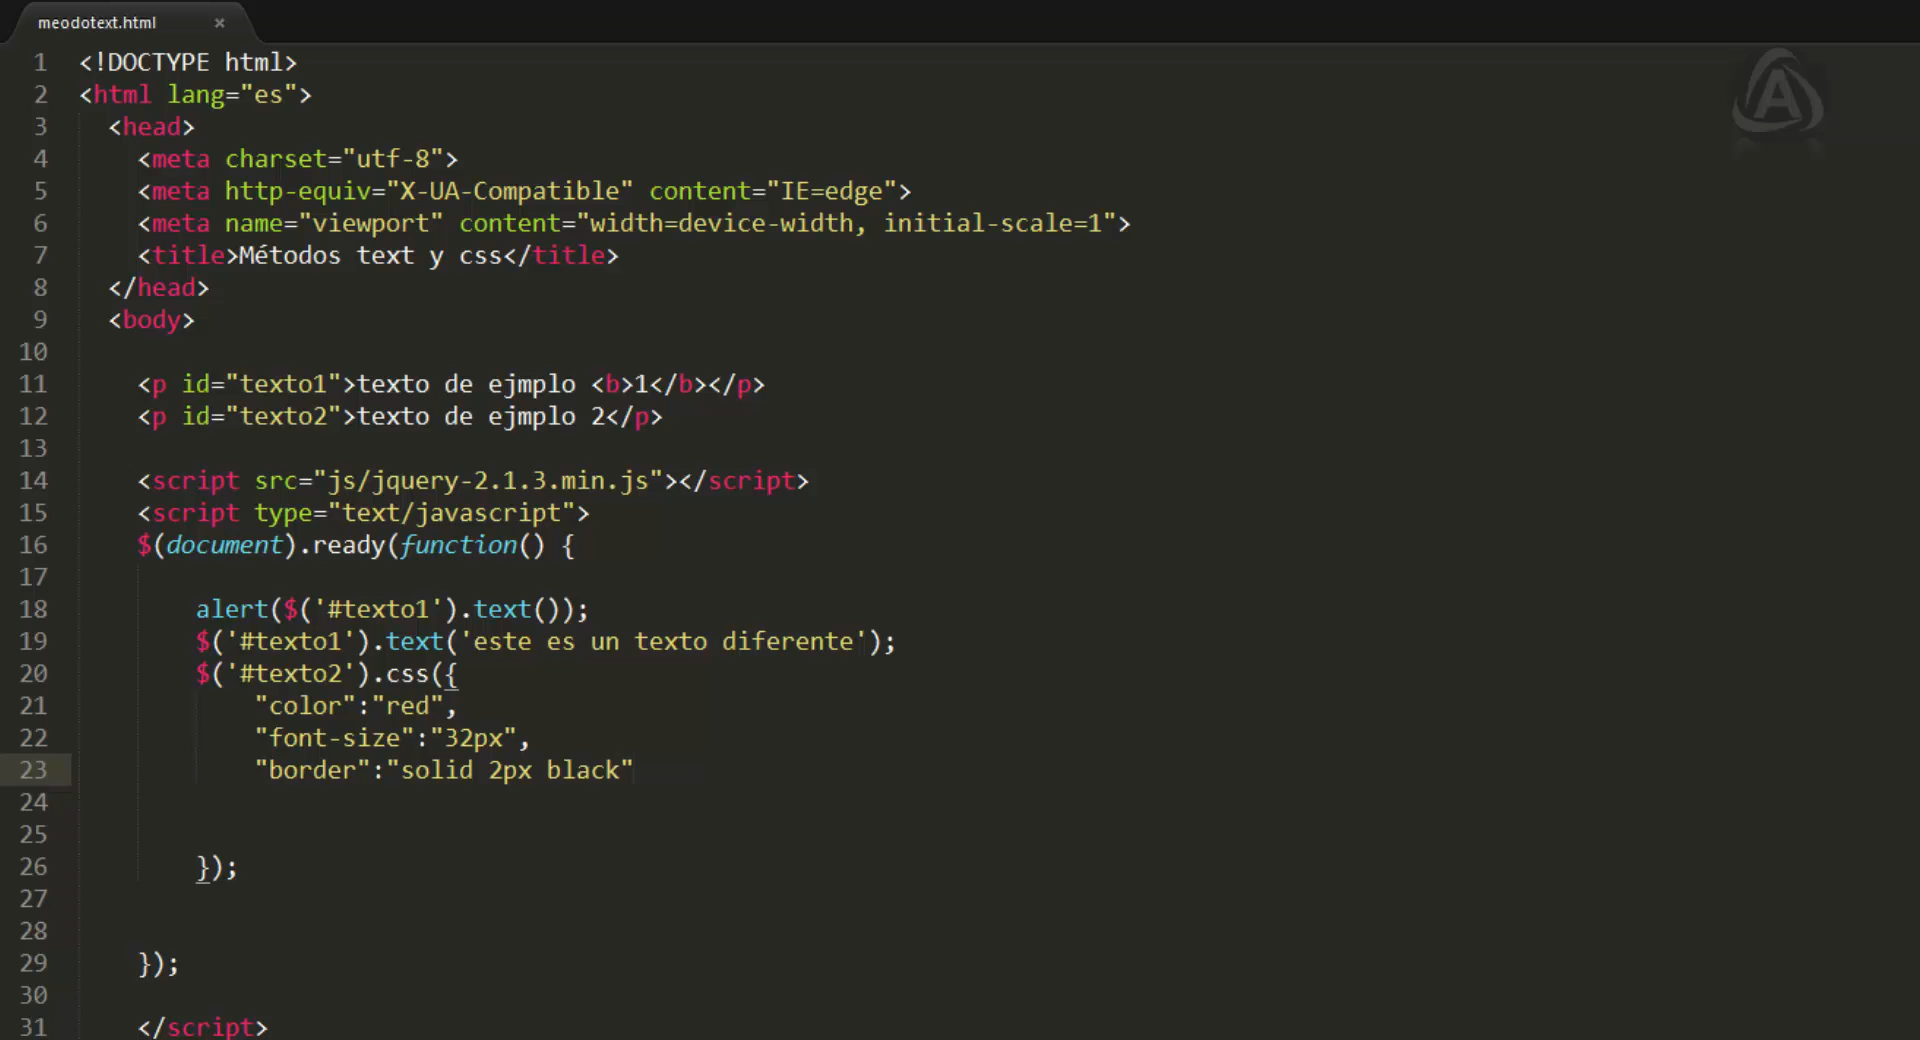 meodotext.html ×
1 <!DOCTYPE html>
2 <html lang="es">
3 <head>
4 <meta charset="utf-8">
5 <meta http-equiv="X-UA-Compatible" content="IE=edge">
6 <meta name="viewport" content="width=device-width, initial-scale=1">
7 <title>Métodos text y css</title>
8 </head>
9 <body>
10
11 <p id="texto1">texto de ejmplo <b>1</b></p>
12 <p id="texto2">texto de ejmplo 2</p>
13
14 <script src="js/jquery-2.1.3.min.js"></script>
15 <script type="text/javascript">
16 $(document).ready(function() {
17
18 alert($('#texto1').text());
19 $('#texto1').text('este es un texto diferente');
20 $('#texto2').css({
21 "color":"red",
22 "font-size":"32px",
23 "border":"solid 2px black"
24
25
26 });
27
28
29 });
30
31 </script>
A